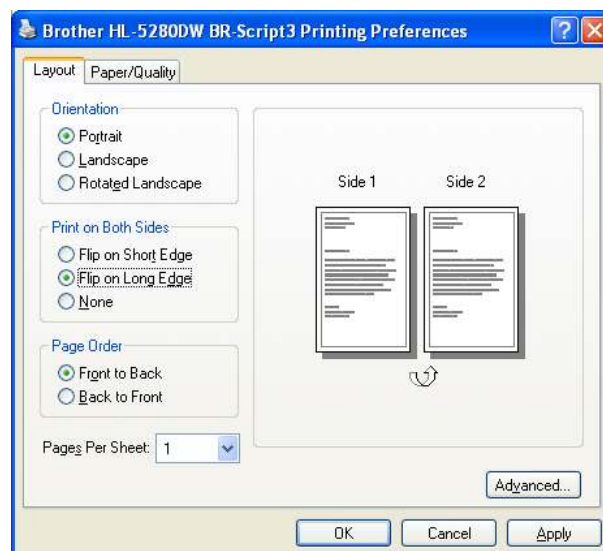 Brother HL-5280DW BR-Script3 Printing Preferences
Layout Paper/Quality
Orientation
Portrait
Landscape
Rotated Landscape
Print on Both Sides
Flip on Short Edge
Flip on Long Edge
None
Page Order
Front to Back
Back to Front
Pages Per Sheet: 1
Side 1 Side 2
Advanced...
OK Cancel Apply